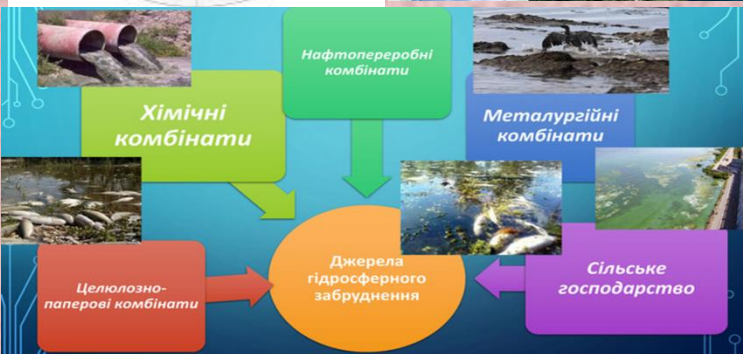 Нафтопереробні
комбінати
Хімічні
комбінати
Металургійні
комбінати
Джерела
гідросферного
забруднення
Целюлозно-
паперові комбінати
Сільське
господарство